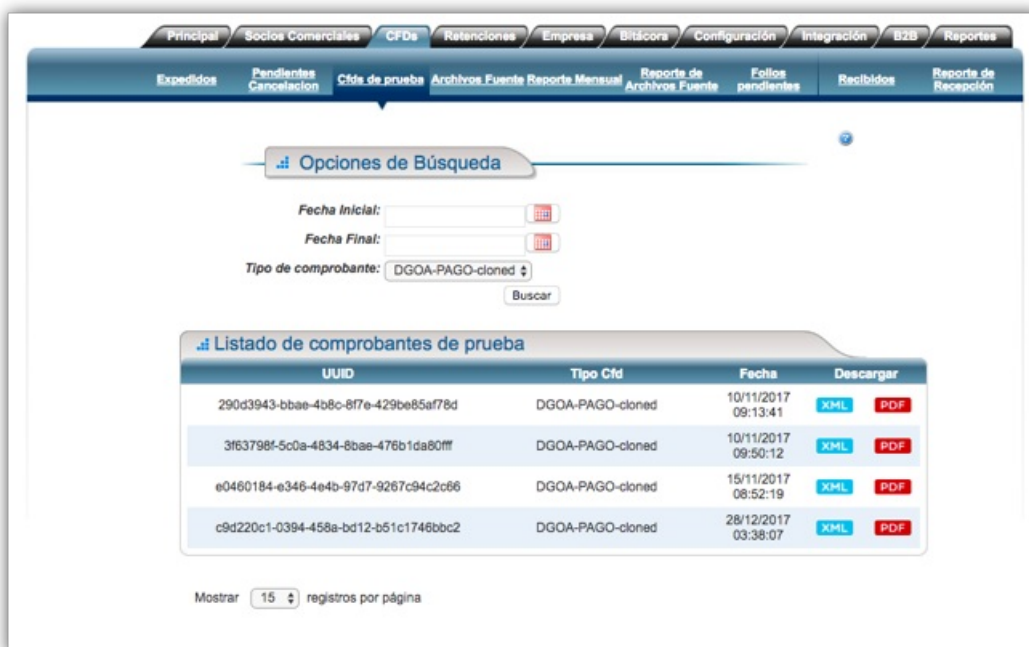 Principal Socios Comerciales CFDs Retenciones Empresa Bitácora Configuración Integración B2B Reportes
Expedidos Pendientes Cancelacion Cfds de prueba Archivos Fuente Reporte Mensual Reporte de Archivos Fuente Folios pendientes Recibidos Reporte de Recepción
Opciones de Búsqueda
Fecha Inicial:
Fecha Final:
Tipo de comprobante: DGOA-PAGO-cloned
Buscar
Listado de comprobantes de prueba
UUID Tipo Cfd Fecha Descargar
290d3943-bbae-4b8c-8f7e-429be85af78d DGOA-PAGO-cloned 10/11/2017 09:13:41 XML PDF
3f63798f-5c0a-4834-8bae-476b1da80fff DGOA-PAGO-cloned 10/11/2017 09:50:12 XML PDF
e0460184-e346-4e4b-97d7-9267c94c2c66 DGOA-PAGO-cloned 15/11/2017 08:52:19 XML PDF
c9d220c1-0394-458a-bd12-b51c1746bbc2 DGOA-PAGO-cloned 28/12/2017 03:38:07 XML PDF
Mostrar 15 registros por página